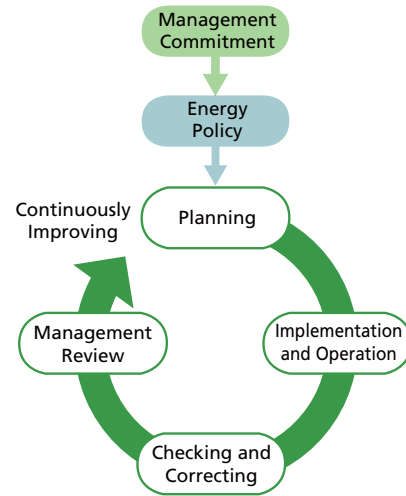 Management
Commitment
Energy
Policy
Continuously
Improving
Planning
Implementation
and Operation
Management
Review
Checking and
Correcting